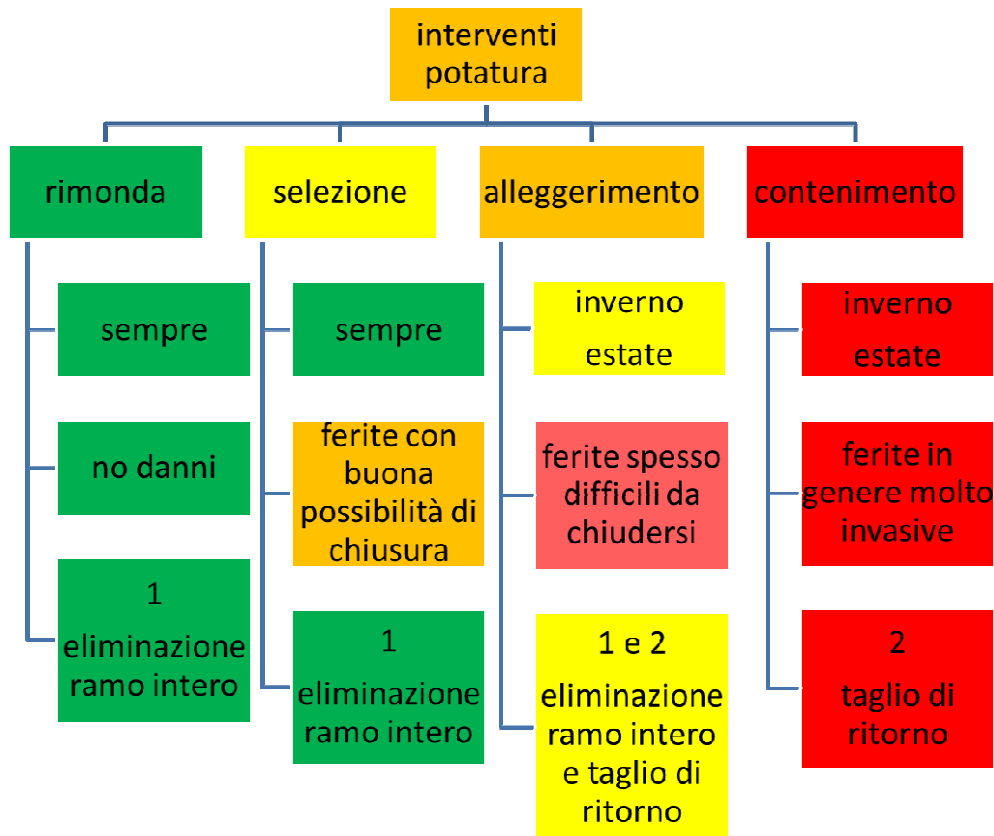 interventi
potatura
rimonda
selezione
alleggerimento
contenimento
sempre
no danni
1
eliminazione
ramo intero
sempre
ferite con
buona
possibilità di
chiusura
1
eliminazione
ramo intero
inverno
estate
ferite spesso
difficili da
chiudersi
1 e 2
eliminazione
ramo intero
e taglio di
ritorno
inverno
estate
ferite in
genere molto
invasive
2
taglio di
ritorno